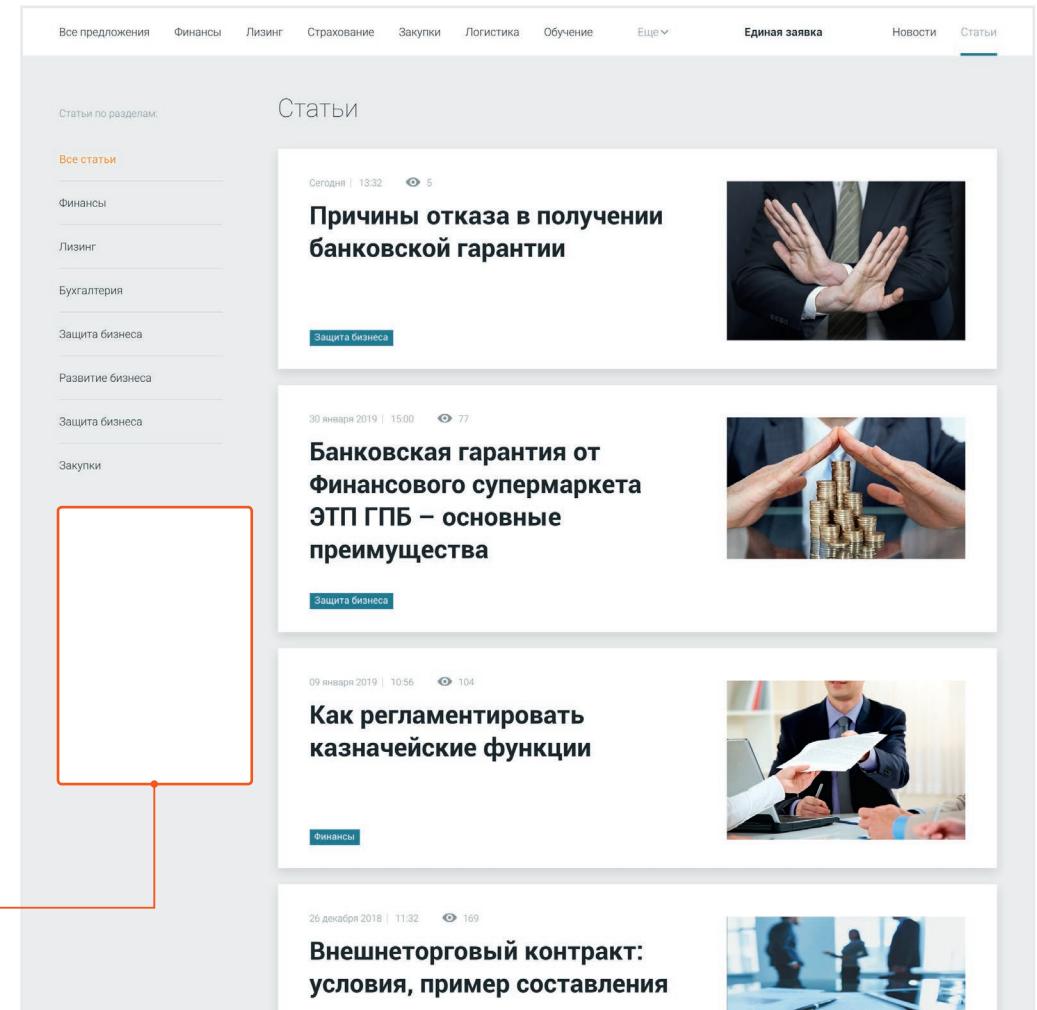 Все предложения Финансы Лизинг Страхование Закупки Логистика Обучение Еще Единая заявка Новости Статьи
Статьи по разделам:
Все статьи
Финансы
Лизинг
Бухгалтерия
Защита бизнеса
Развитие бизнеса
Защита бизнеса
Закупки
Статьи
Сегодня | 13:32 5
Причины отказа в получении
банковской гарантии
Защита бизнеса
30 января 2019 | 15:00 77
Банковская гарантия от
Финансового супермаркета
ЭТП ГПБ – основные
преимущества
Защита бизнеса
09 января 2019 | 10:56 104
Как регламентировать
казначейские функции
Финансы
26 декабря 2018 | 11:32 169
Внешнеторговый контракт:
условия, пример составления